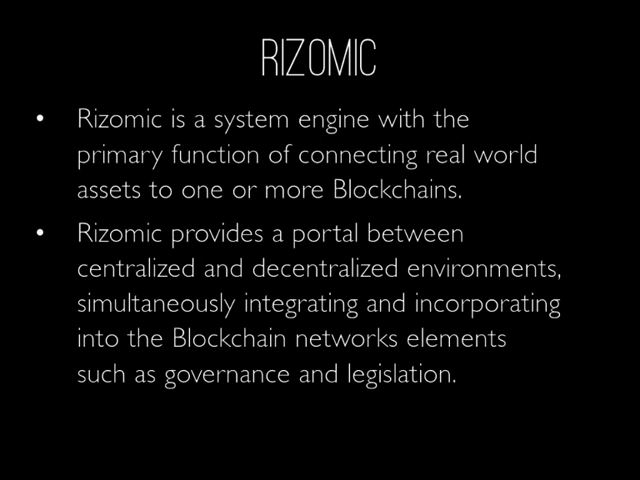 RIZOMIC
• Rizomic is a system engine with the
primary function of connecting real world
assets to one or more Blockchains.
• Rizomic provides a portal between
centralized and decentralized environments,
simultaneously integrating and incorporating
into the Blockchain networks elements
such as governance and legislation.